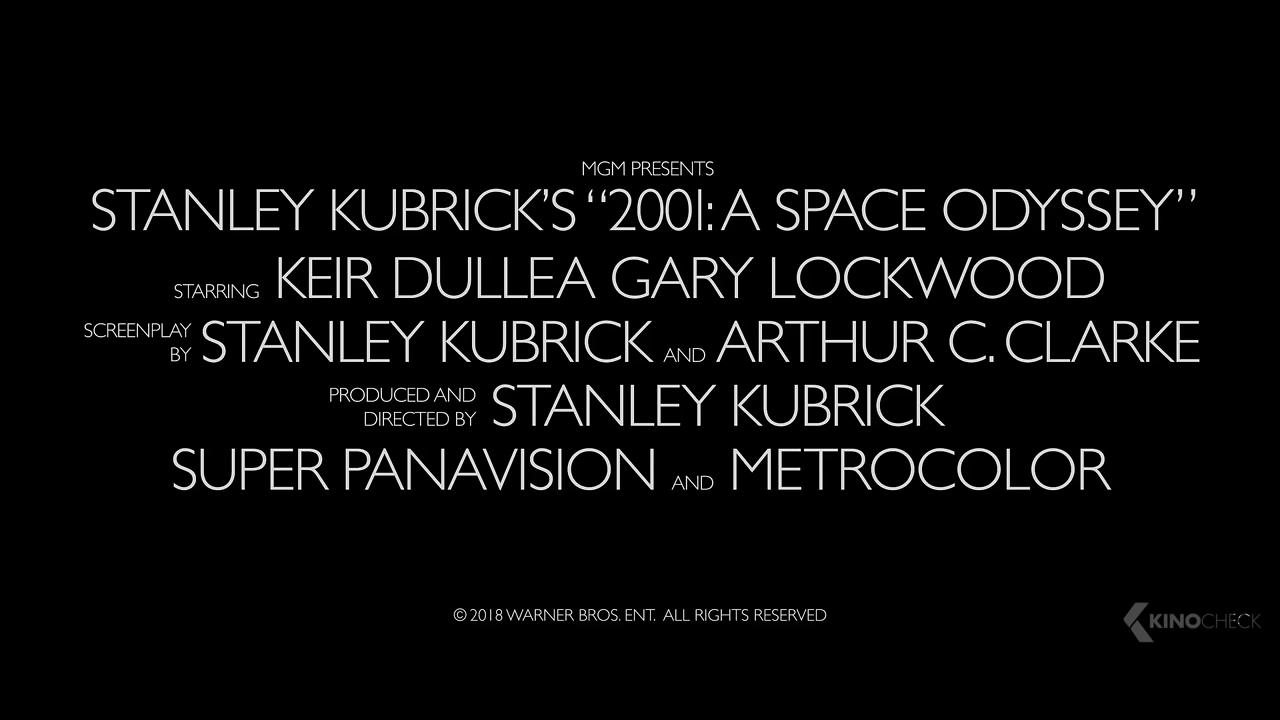 MGM PRESENTS
STANLEY KUBRICK’S “2001: A SPACE ODYSSEY”
STARRING KEIR DULLEA GARY LOCKWOOD
SCREENPLAY BY STANLEY KUBRICK AND ARTHUR C. CLARKE
PRODUCED AND DIRECTED BY STANLEY KUBRICK
SUPER PANAVISION AND METROCOLOR
© 2018 WARNER BROS. ENT. ALL RIGHTS RESERVED
KINOCHECK